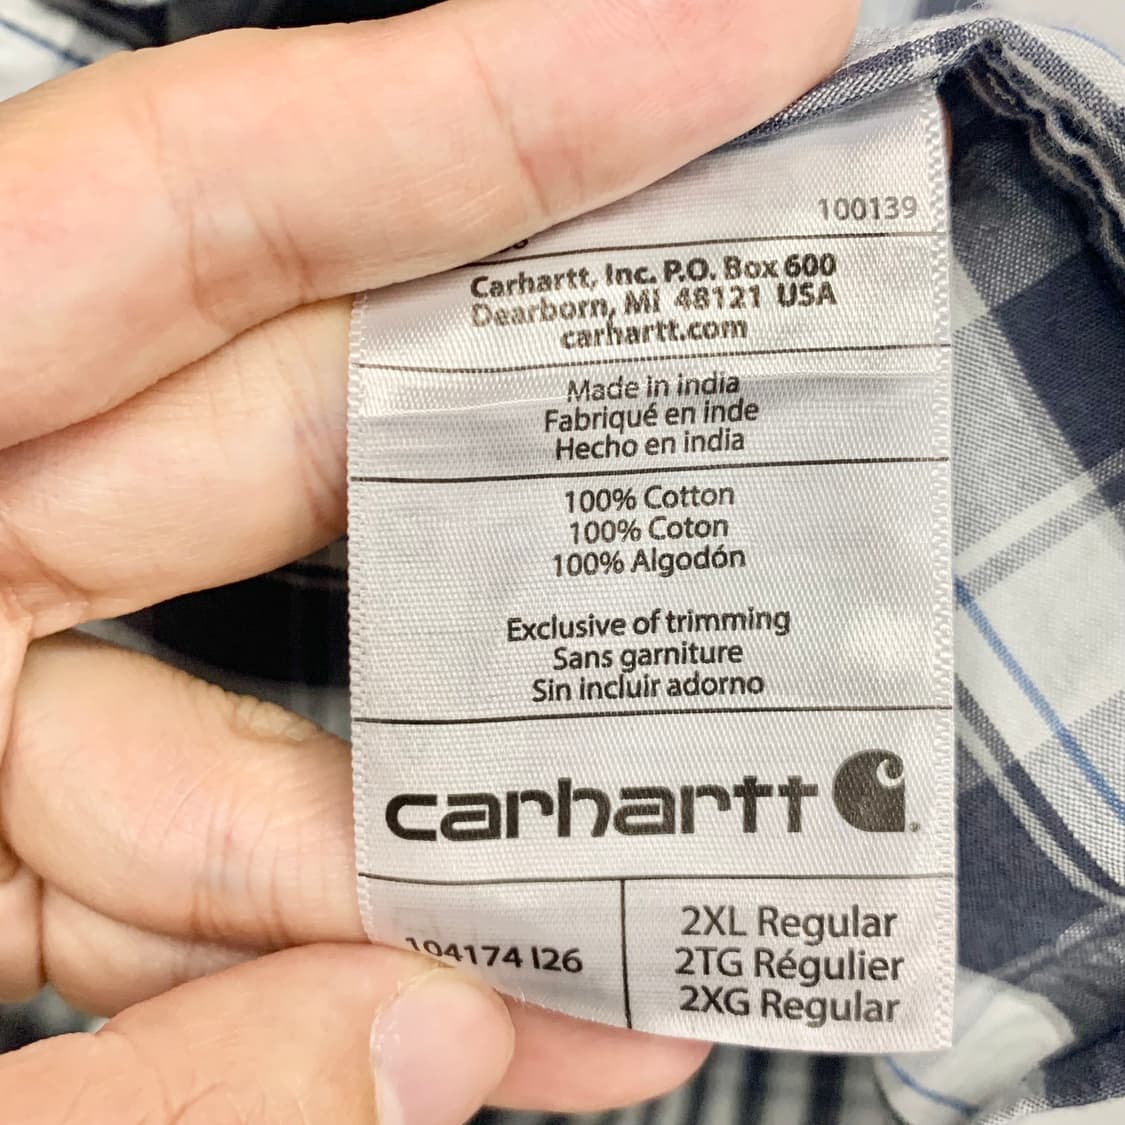 100139
Carhartt, Inc. P.O. Box 600
Dearborn, MI 48121 USA
carhartt.com
Made in india
Fabriqué en inde
Hecho en india
100% Cotton
100% Coton
100% Algodón
Exclusive of trimming
Sans garniture
Sin incluir adorno
carhartt
104174 I26
2XL Regular
2TG Régulier
2XG Regular